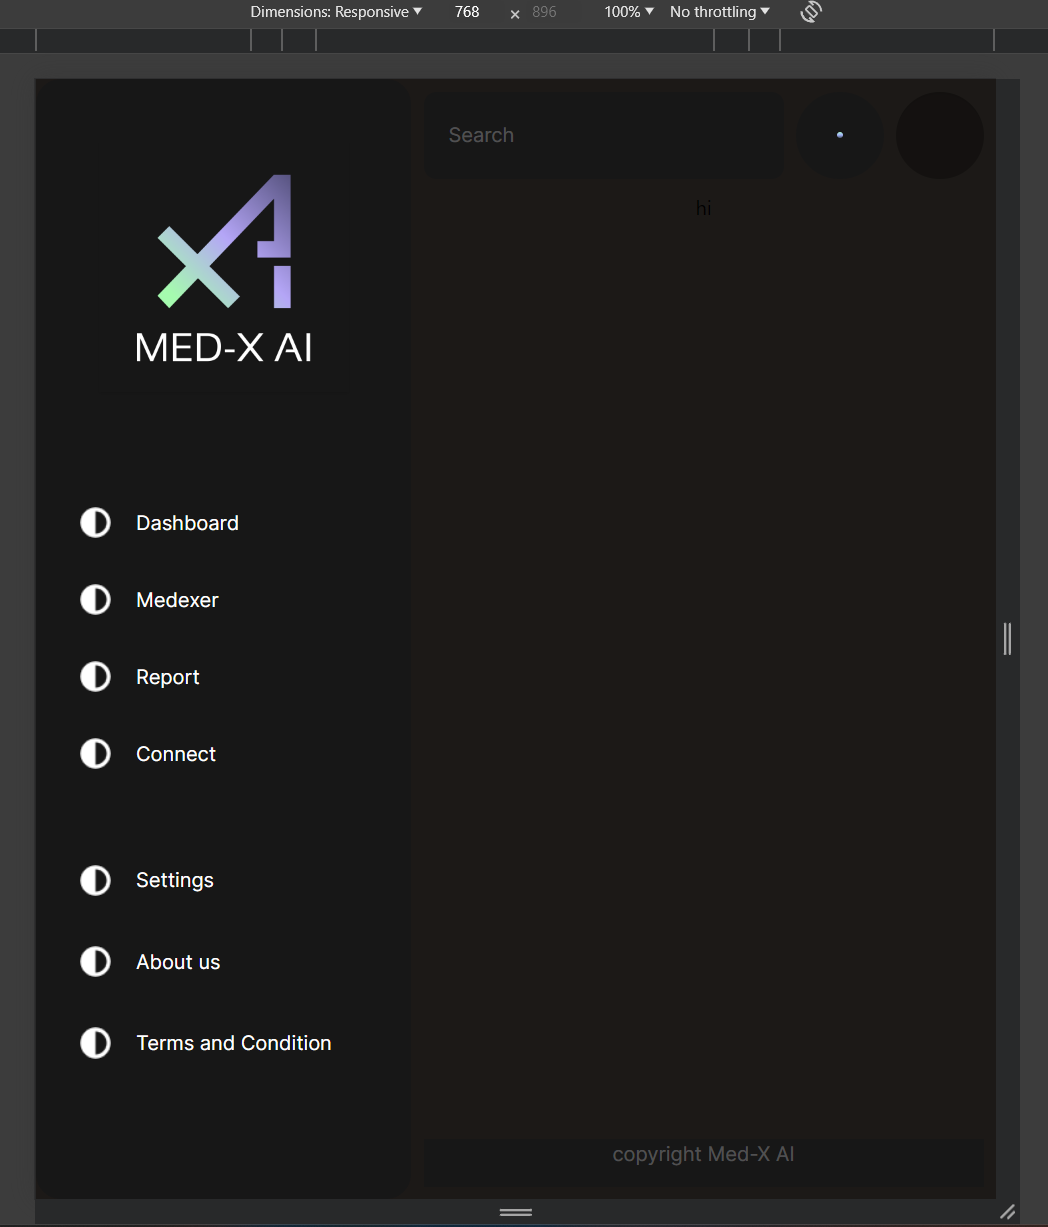 Dimensions: Responsive 768 × 896 100% No throttling
Search
hi
MED-X AI
Dashboard
Medexer
Report
Connect
Settings
About us
Terms and Condition
copyright Med-X AI